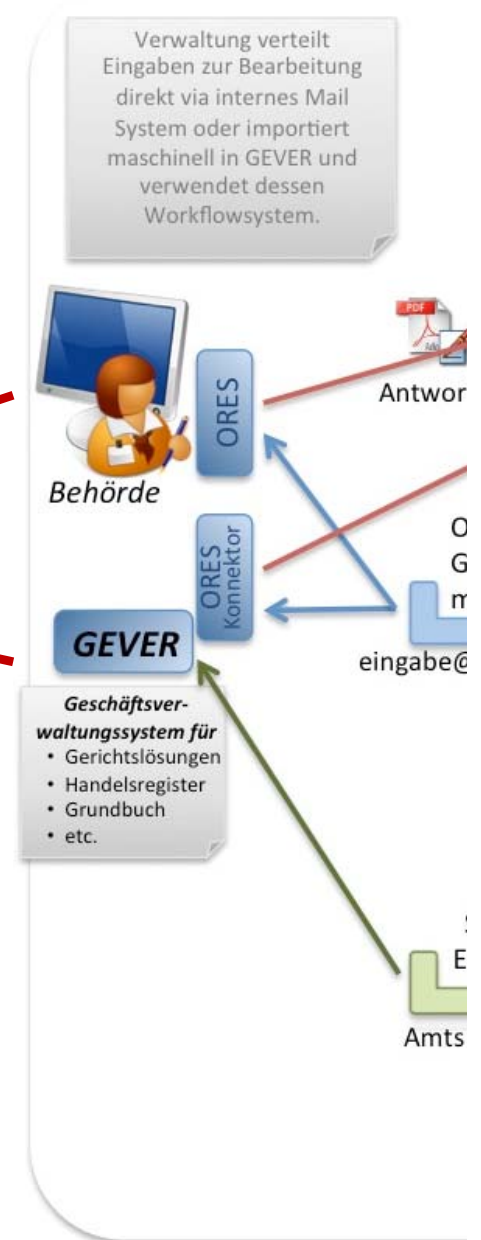 Verwaltung verteilt
Eingaben zur Bearbeitung
direkt via internes Mail
System oder importiert
maschinell in GEVER und
verwendet dessen
Workflowsystem.
PDF
Antwor
ORES
Behörde
ORES
Konnektor
O
G
m
eingabe@
GEVER
Geschäftsver-
waltungssystem für
• Gerichtslösungen
• Handelsregister
• Grundbuch
• etc.
E
Amts